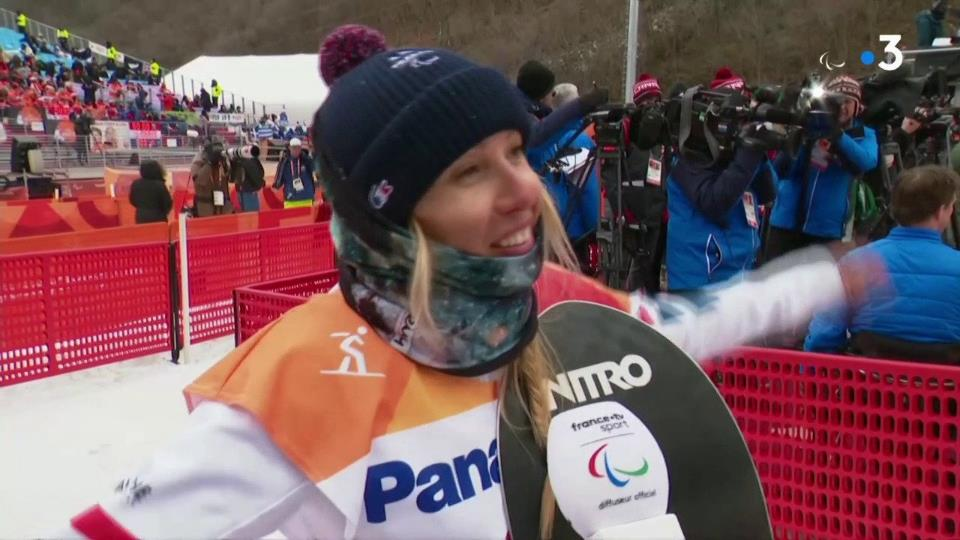 3
NITRO
france•tv
sport
diffuseur officiel
Pana